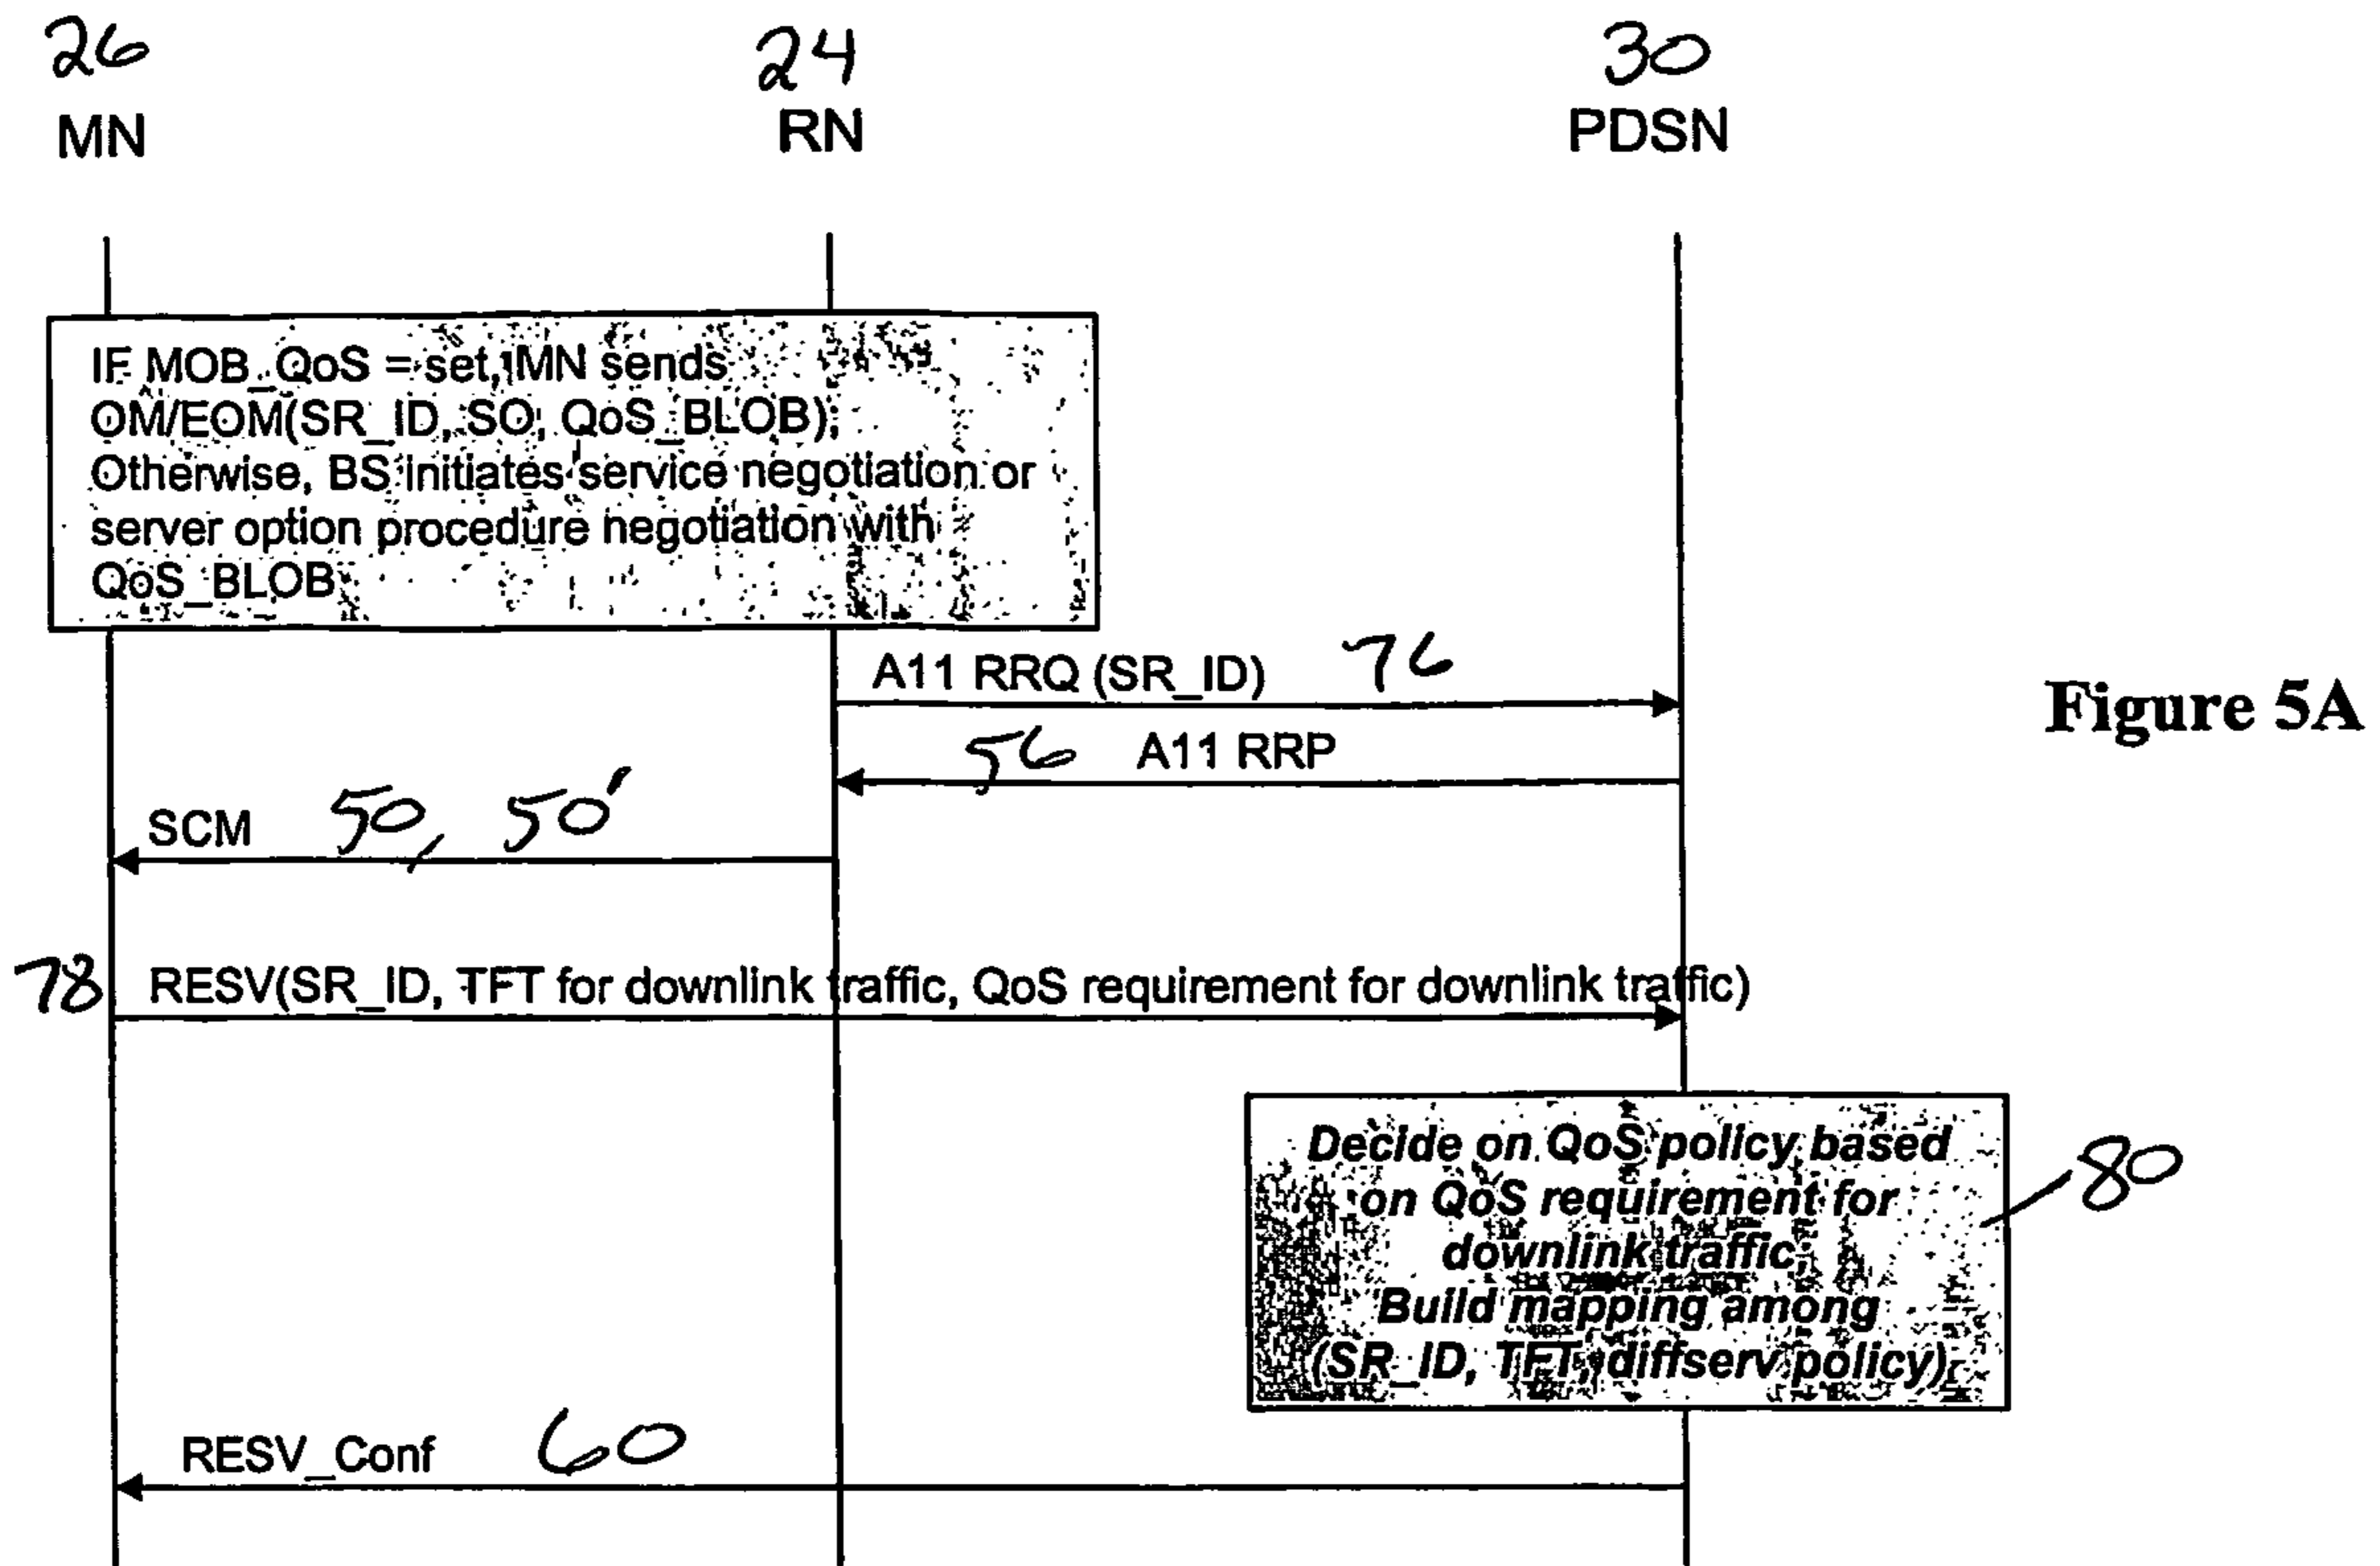 26
MN
24
RN
30
PDSN
IF MOB_QoS = set, MN sends
OM/EOM(SR_ID, SO, QoS_BLOB);
Otherwise, BS initiates service negotiation or
server option procedure negotiation with
QoS_BLOB
A11 RRQ (SR_ID) 76
Figure 5A
56 A11 RRP
SCM 50, 50'
78 RESV(SR_ID, TFT for downlink traffic, QoS requirement for downlink traffic)
Decide on QoS policy based
on QoS requirement for
downlink traffic,
Build mapping among
(SR_ID, TFT, diffserv policy)
80
RESV_Conf 60